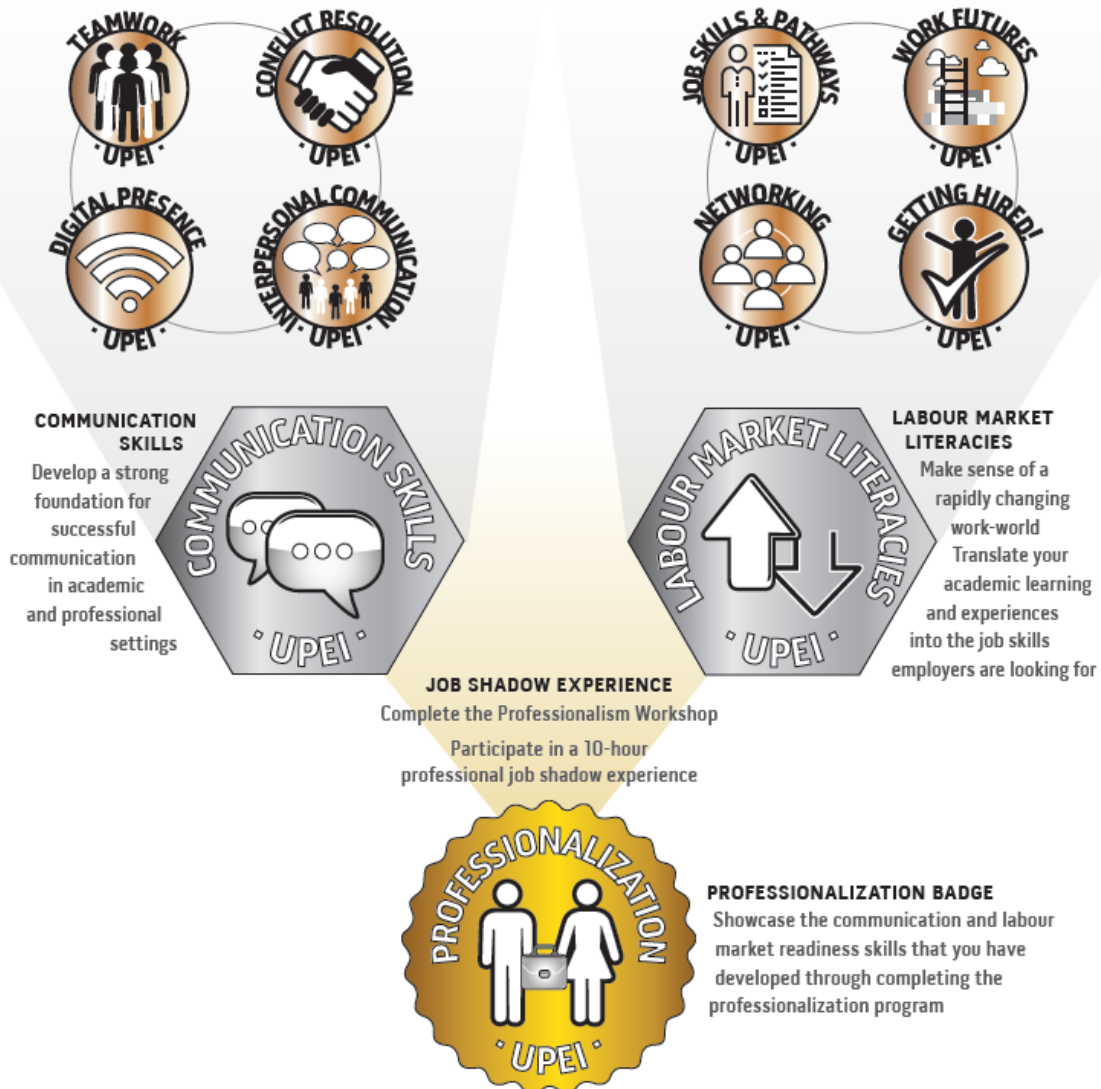 TEAMWORK
· UPEI ·
CONFLICT RESOLUTION
· UPEI ·
JOB SKILLS & PATHWAYS
· UPEI ·
WORK FUTURES
· UPEI ·
DIGITAL PRESENCE
· UPEI ·
INTERPERSONAL COMMUNICATION
· UPEI ·
NETWORKING
· UPEI ·
GETTING HIRED!
· UPEI ·
COMMUNICATION
SKILLS
Develop a strong
foundation for
successful
communication
in academic
and professional
settings
COMMUNICATION SKILLS
· UPEI ·
LABOUR MARKET LITERACIES
· UPEI ·
LABOUR MARKET
LITERACIES
Make sense of a
rapidly changing
work-world
Translate your
academic learning
and experiences
into the job skills
employers are looking for
JOB SHADOW EXPERIENCE
Complete the Professionalism Workshop
Participate in a 10-hour
professional job shadow experience
PROFESSIONALIZATION
· UPEI ·
PROFESSIONALIZATION BADGE
Showcase the communication and labour
market readiness skills that you have
developed through completing the
professionalization program